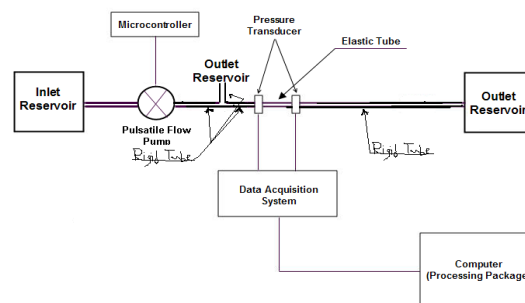 Microcontroller
Pressure
Transducer
Elastic Tube
Outlet
Reservoir
Inlet
Reservoir
Outlet
Reservoir
Pulsatile Flow
Pump
Rigid Tube
Rigid Tube
Data Acquisition
System
Computer
(Processing Package